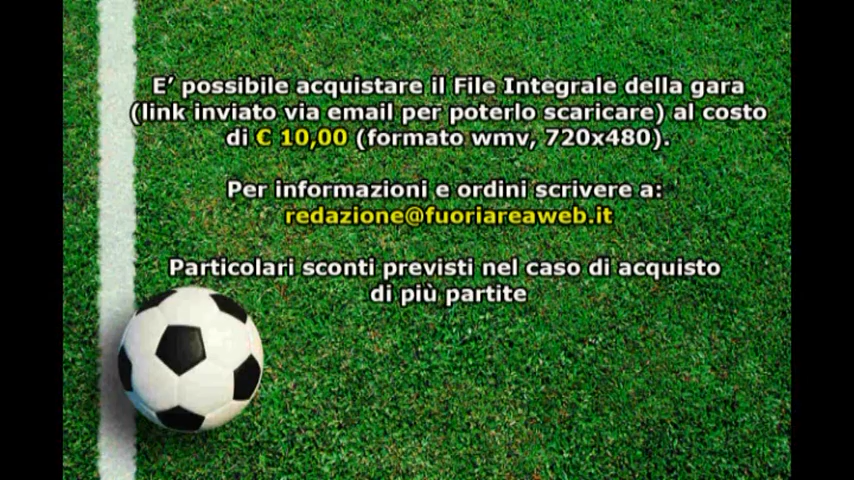 E’ possibile acquistare il File Integrale della gara
(link inviato via email per poterlo scaricare) al costo
di € 10,00 (formato wmv, 720x480).
Per informazioni e ordini scrivere a:
redazione@fuoriareaweb.it
Particolari sconti previsti nel caso di acquisto
di più partite